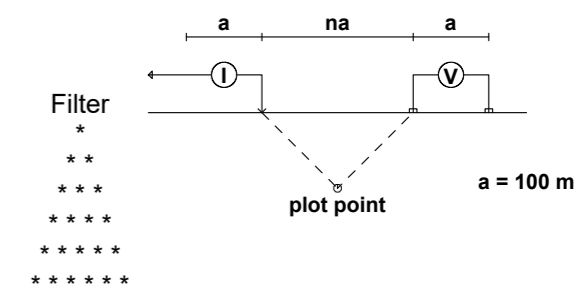 a na a
I V
Filter
*
* *
* * *
* * * *
* * * * *
* * * * * *
a = 100 m
plot point